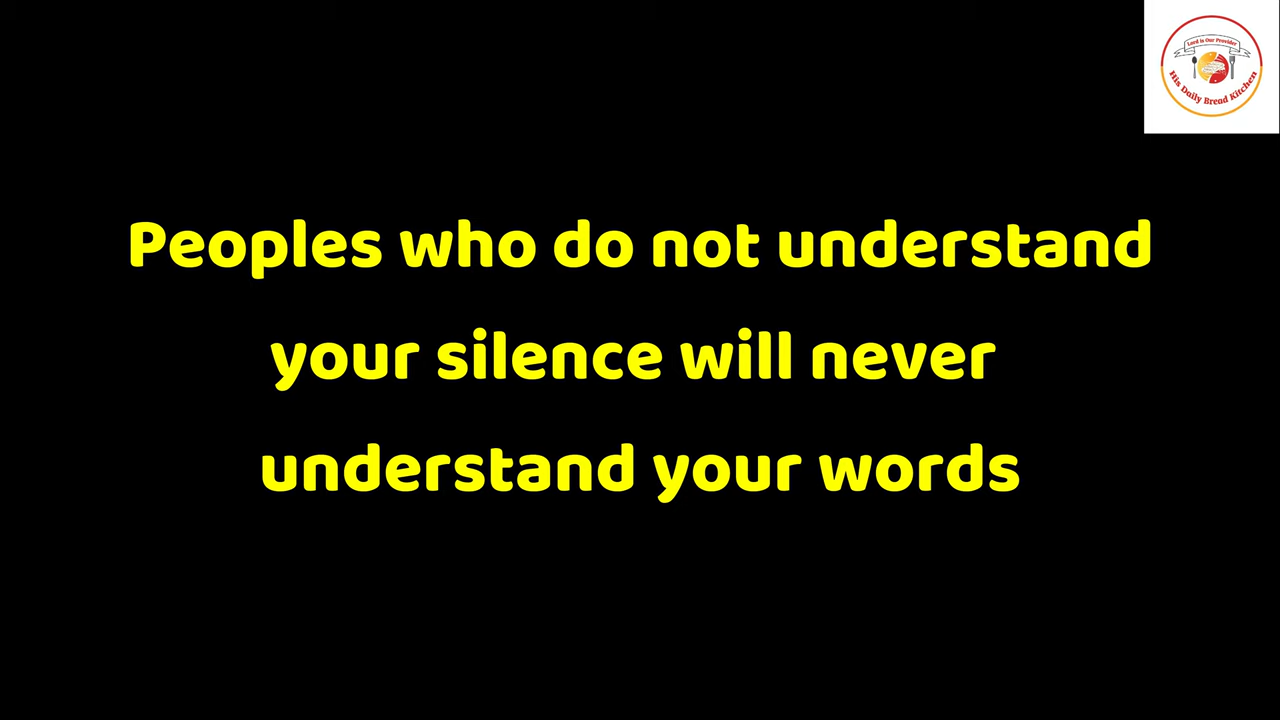 Lord is Our Provider
His Daily Bread Kitchen
Peoples who do not understand
your silence will never
understand your words